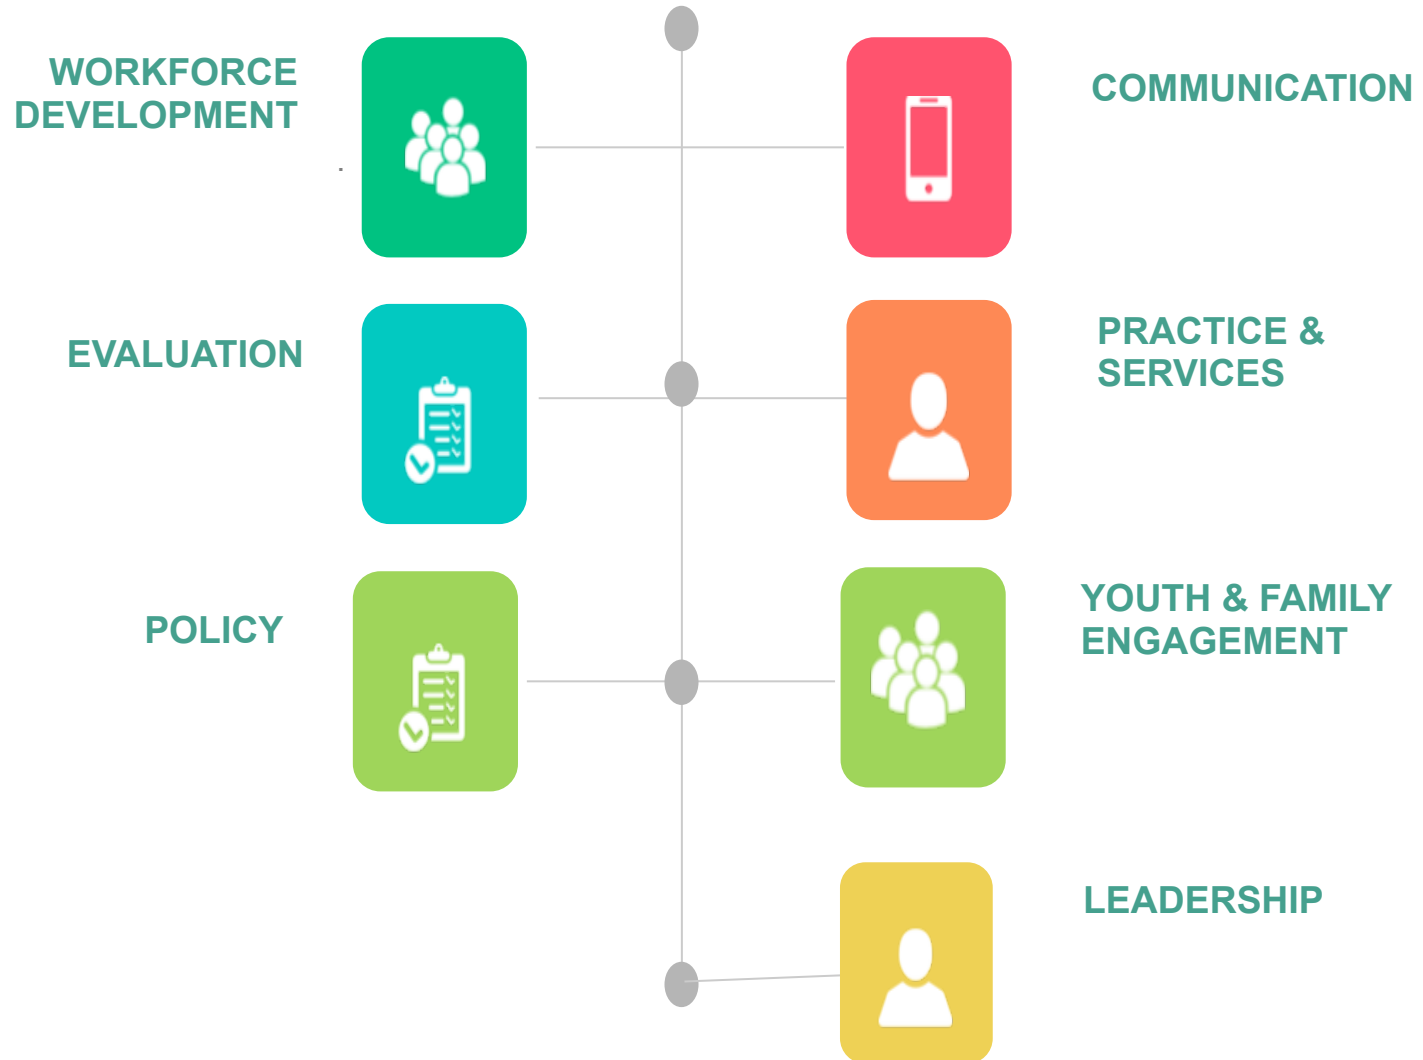 WORKFORCE
DEVELOPMENT
COMMUNICATION
.
EVALUATION
PRACTICE &
SERVICES
POLICY
YOUTH & FAMILY
ENGAGEMENT
LEADERSHIP